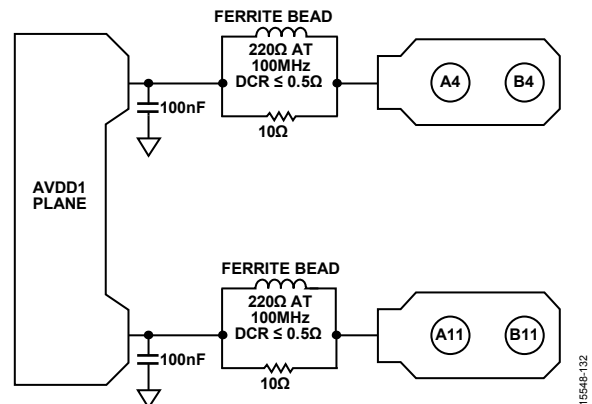 FERRITE BEAD
220Ω AT
100MHz
DCR ≤ 0.5Ω
10Ω
100nF
A4
B4
AVDD1
PLANE
FERRITE BEAD
220Ω AT
100MHz
DCR ≤ 0.5Ω
10Ω
100nF
A11
B11
15548-132